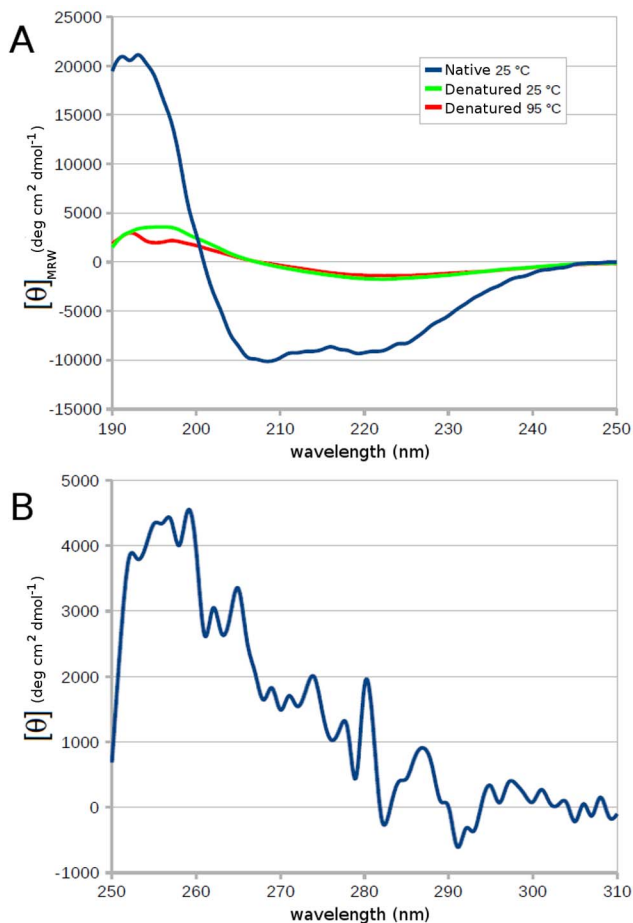 A
25000
20000
15000
10000
5000
0
-5000
-10000
-15000
[θ]MRW (deg cm² dmol⁻¹)
Native 25 °C
Denatured 25 °C
Denatured 95 °C
190 200 210 220 230 240 250
wavelength (nm)
B
5000
4000
3000
2000
1000
0
-1000
[θ] (deg cm² dmol⁻¹)
250 260 270 280 290 300 310
wavelength (nm)